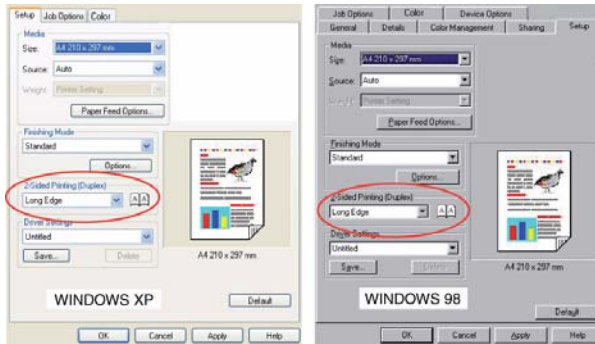 Setup Job Options Color
Media
Size: A4 210 x 297 mm
Source: Auto
Weight: Printer Setting
Paper Feed Options...
Finishing Mode
Standard
Options...
2-Sided Printing (Duplex)
Long Edge
Driver Settings
Untitled
Save... Delete
A4 210 x 297 mm
WINDOWS XP
Default
OK Cancel Apply Help
Job Options Color Device Options
General Details Color Management Sharing Setup
Media
Size: A4 210 x 297 mm
Source: Auto
Paper Feed Options...
Finishing Mode
Standard
Options...
2-Sided Printing (Duplex)
Long Edge
Driver Settings
Untitled
Save... Delete
A4 210 x 297 mm
WINDOWS 98
Default
OK Cancel Apply Help